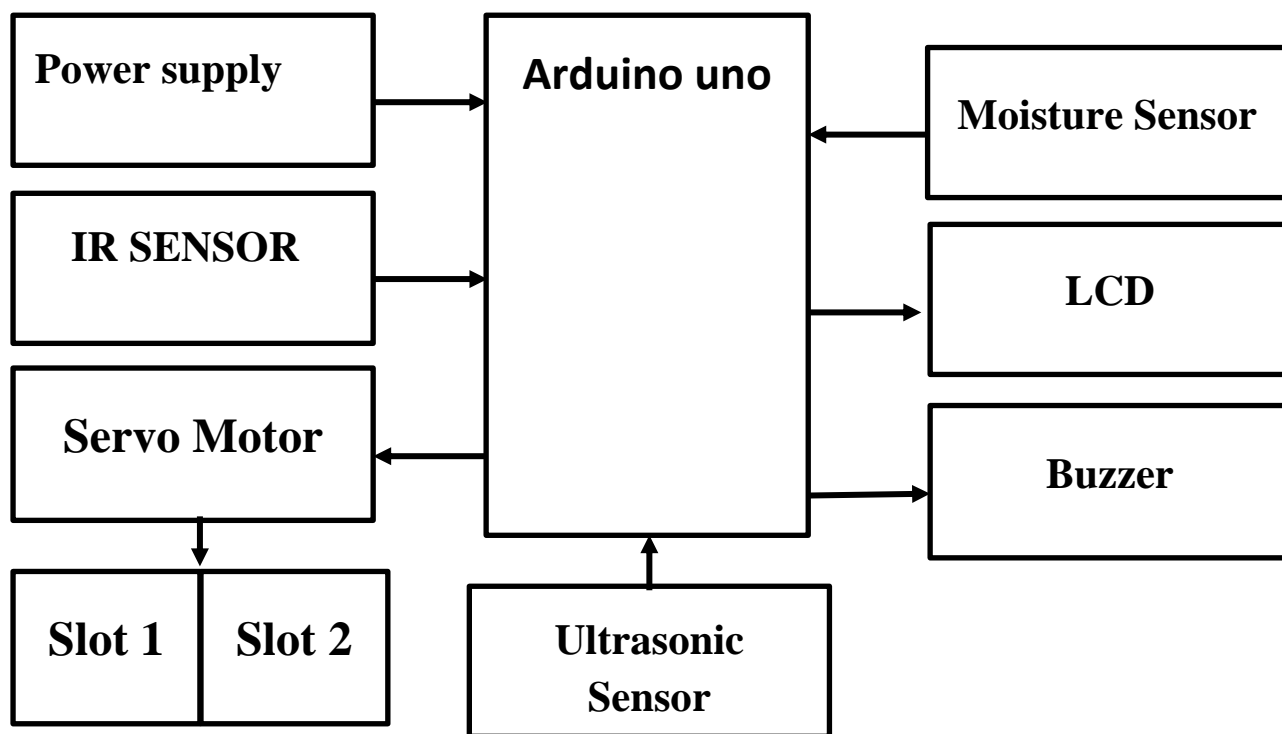 Power supply
Arduino uno
Moisture Sensor
IR SENSOR
LCD
Servo Motor
Buzzer
Slot 1
Slot 2
Ultrasonic
Sensor